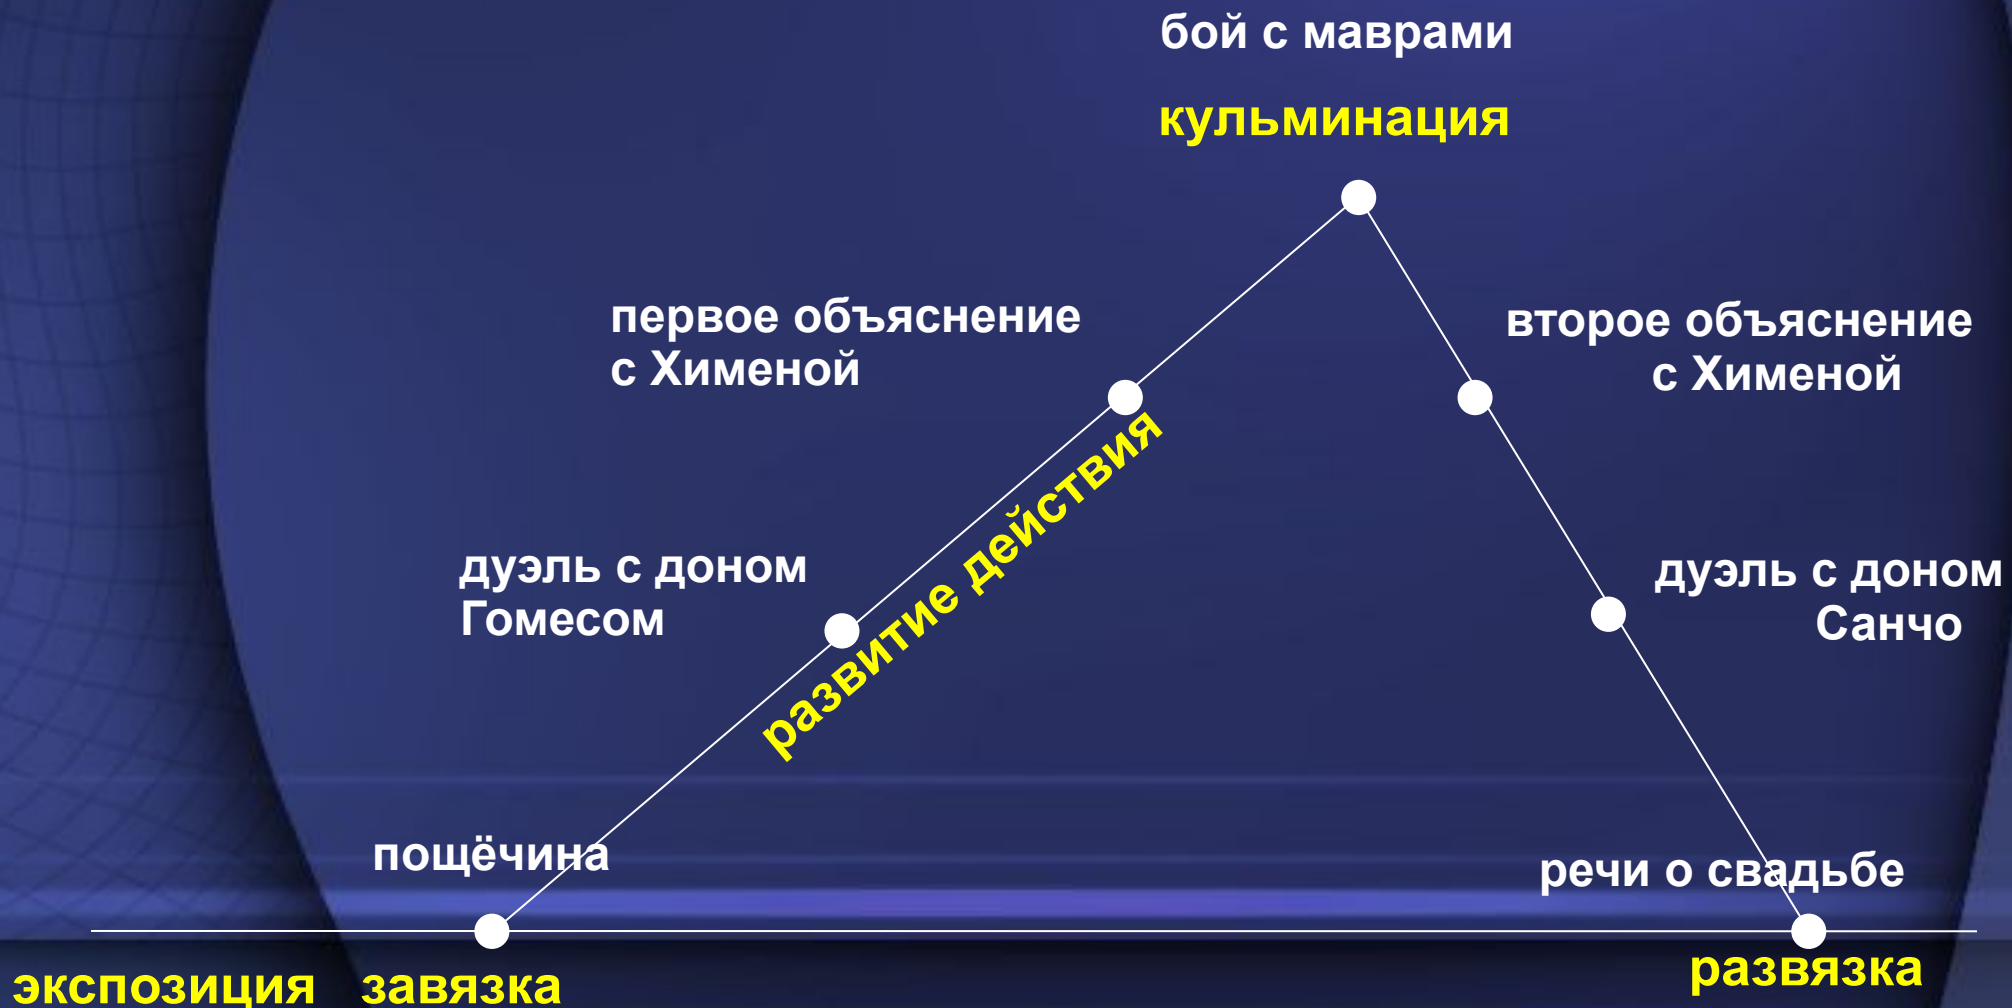 бой с маврами
кульминация
первое объяснение
с Хименой
второе объяснение
с Хименой
развитие действия
дуэль с доном
Гомесом
дуэль с доном
Санчо
пощёчина
речи о свадьбе
экспозиция завязка
развязка